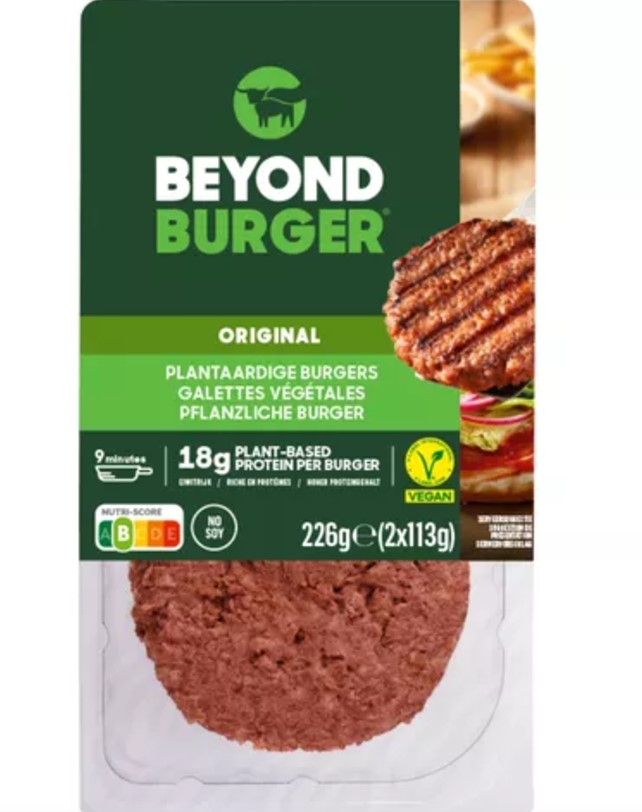 BEYOND
BURGER®
ORIGINAL
PLANTAARDIGE BURGERS
GALETTES VÉGÉTALES
PFLANZLICHE BURGER
9 minutes
18g PLANT-BASED
PROTEIN PER BURGER
EIWITRIJK / RICHE EN PROTÉINES / HOHER PROTEINGEHALT
VEGAN
NUTRI-SCORE
A B C D E
NO
SOY
226g℮(2x113g)